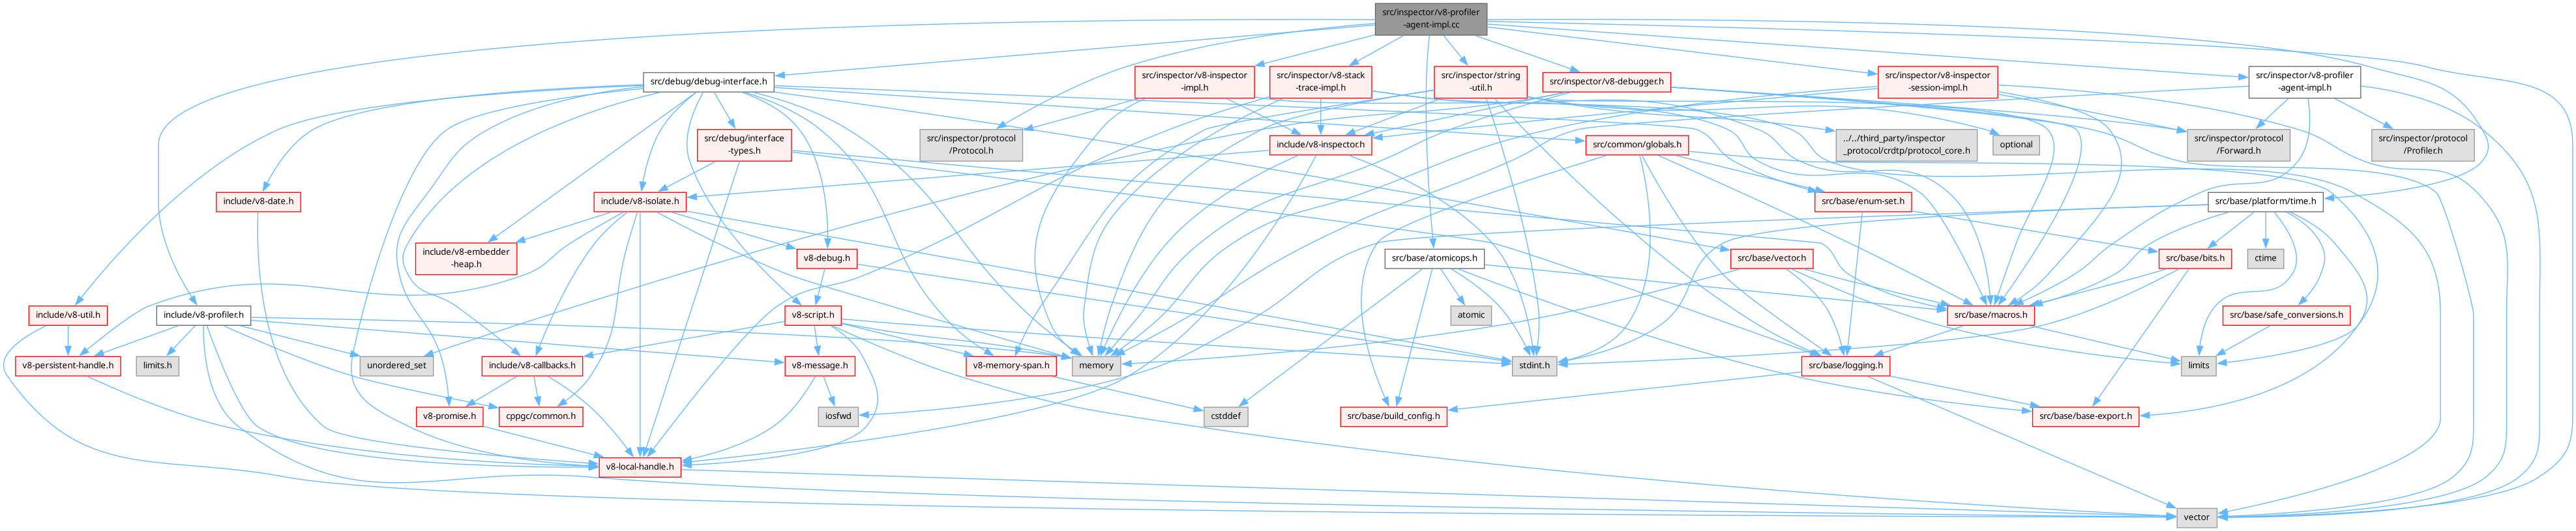 src/inspector/v8-profiler
-agent-impl.cc
src/debug/debug-interface.h
src/inspector/v8-inspector
-impl.h
src/inspector/v8-stack
-trace-impl.h
src/inspector/string
-util.h
src/inspector/v8-debugger.h
src/inspector/v8-inspector
-session-impl.h
src/inspector/v8-profiler
-agent-impl.h
src/debug/interface
-types.h
src/inspector/protocol
/Protocol.h
include/v8-inspector.h
src/common/globals.h
../../third_party/inspector
_protocol/crdtp/protocol_core.h
optional
src/inspector/protocol
/Forward.h
src/inspector/protocol
/Profiler.h
include/v8-date.h
include/v8-isolate.h
src/base/enum-set.h
src/base/platform/time.h
include/v8-embedder
-heap.h
v8-debug.h
src/base/atomicops.h
src/base/vector.h
src/base/bits.h
ctime
include/v8-util.h
include/v8-profiler.h
v8-script.h
atomic
src/base/macros.h
src/base/safe_conversions.h
v8-persistent-handle.h
limits.h
unordered_set
include/v8-callbacks.h
v8-message.h
v8-memory-span.h
memory
stdint.h
src/base/logging.h
limits
v8-promise.h
cppgc/common.h
iosfwd
cstddef
src/base/build_config.h
src/base/base-export.h
v8-local-handle.h
vector